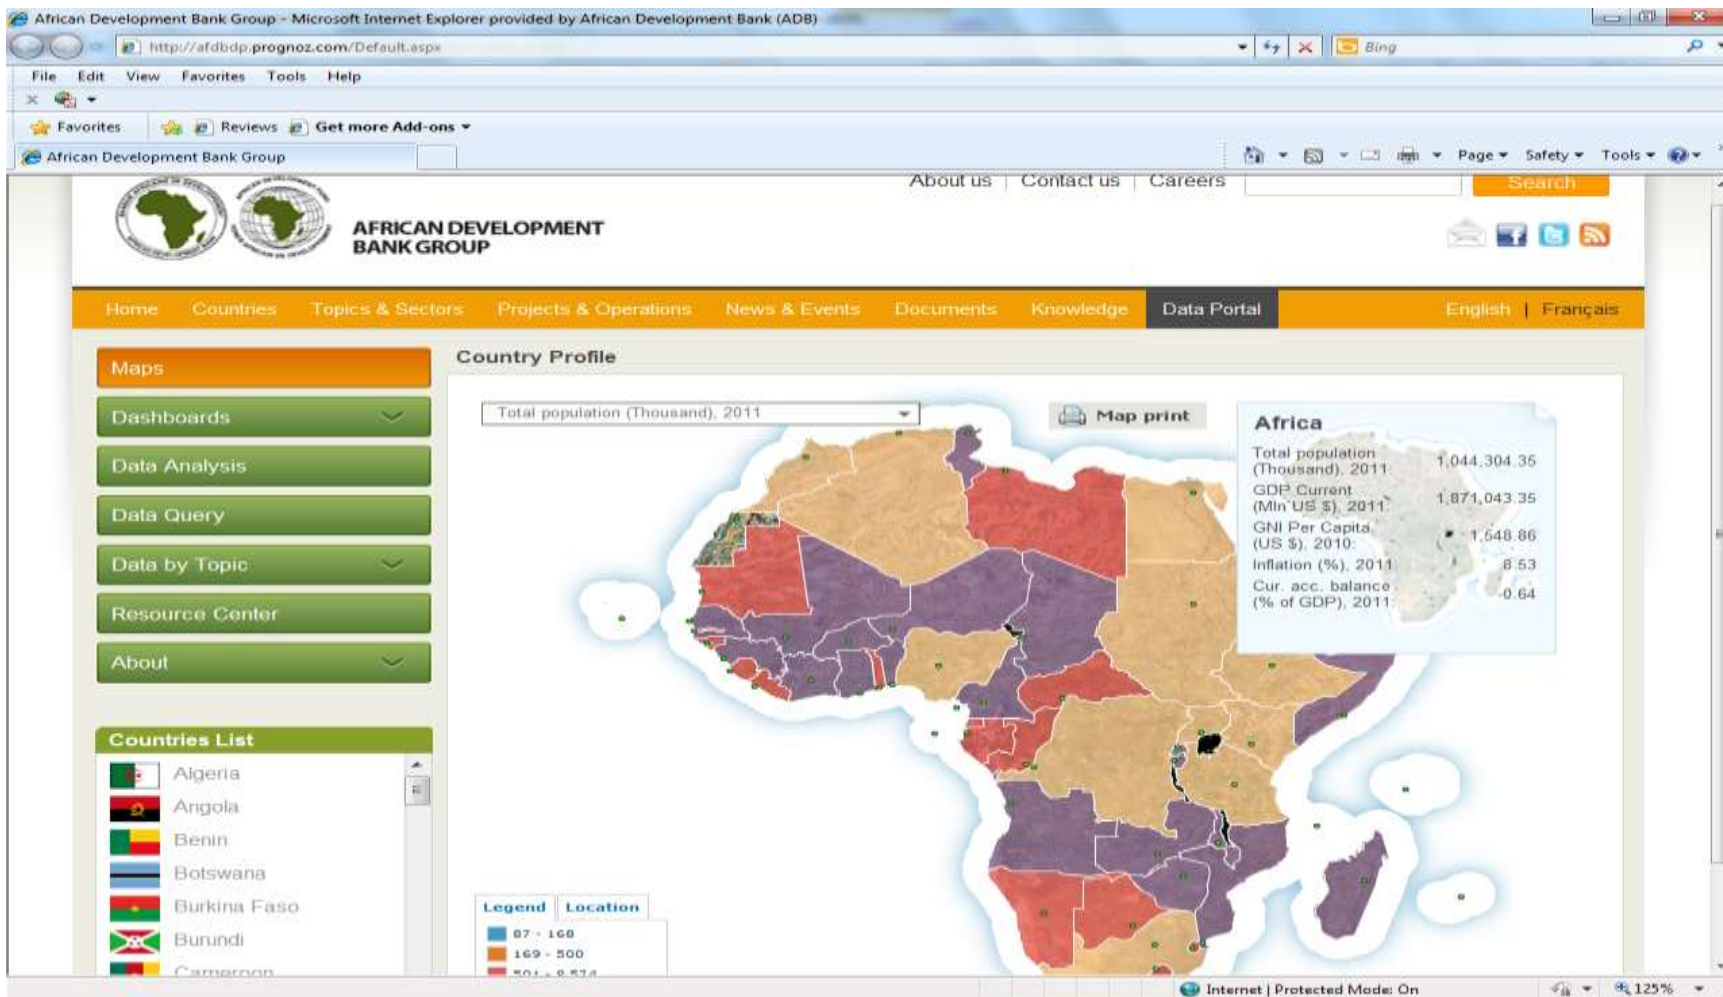 African Development Bank Group - Microsoft Internet Explorer provided by African Development Bank (ADB)
http://afdbdp.prognoz.com/Default.aspx
Bing
File Edit View Favorites Tools Help
Favorites Reviews Get more Add-ons
African Development Bank Group
Page Safety Tools
About us | Contact us | Careers
Search
AFRICAN DEVELOPMENT
BANK GROUP
Home Countries Topics & Sectors Projects & Operations News & Events Documents Knowledge Data Portal English | Français
Maps
Dashboards
Data Analysis
Data Query
Data by Topic
Resource Center
About
Countries List
Algeria
Angola
Benin
Botswana
Burkina Faso
Burundi
Cameroon
Country Profile
Total population (Thousand), 2011
Map print
Africa
Total population
(Thousand), 2011: 1,044,304.35
GDP Current
(Mln US $), 2011: 1,871,043.35
GNI Per Capita
(US $), 2010: 1,548.86
Inflation (%), 2011: 8.53
Cur. acc. balance
(% of GDP), 2011: -0.64
Legend Location
87 - 168
169 - 500
Internet | Protected Mode: On
125%